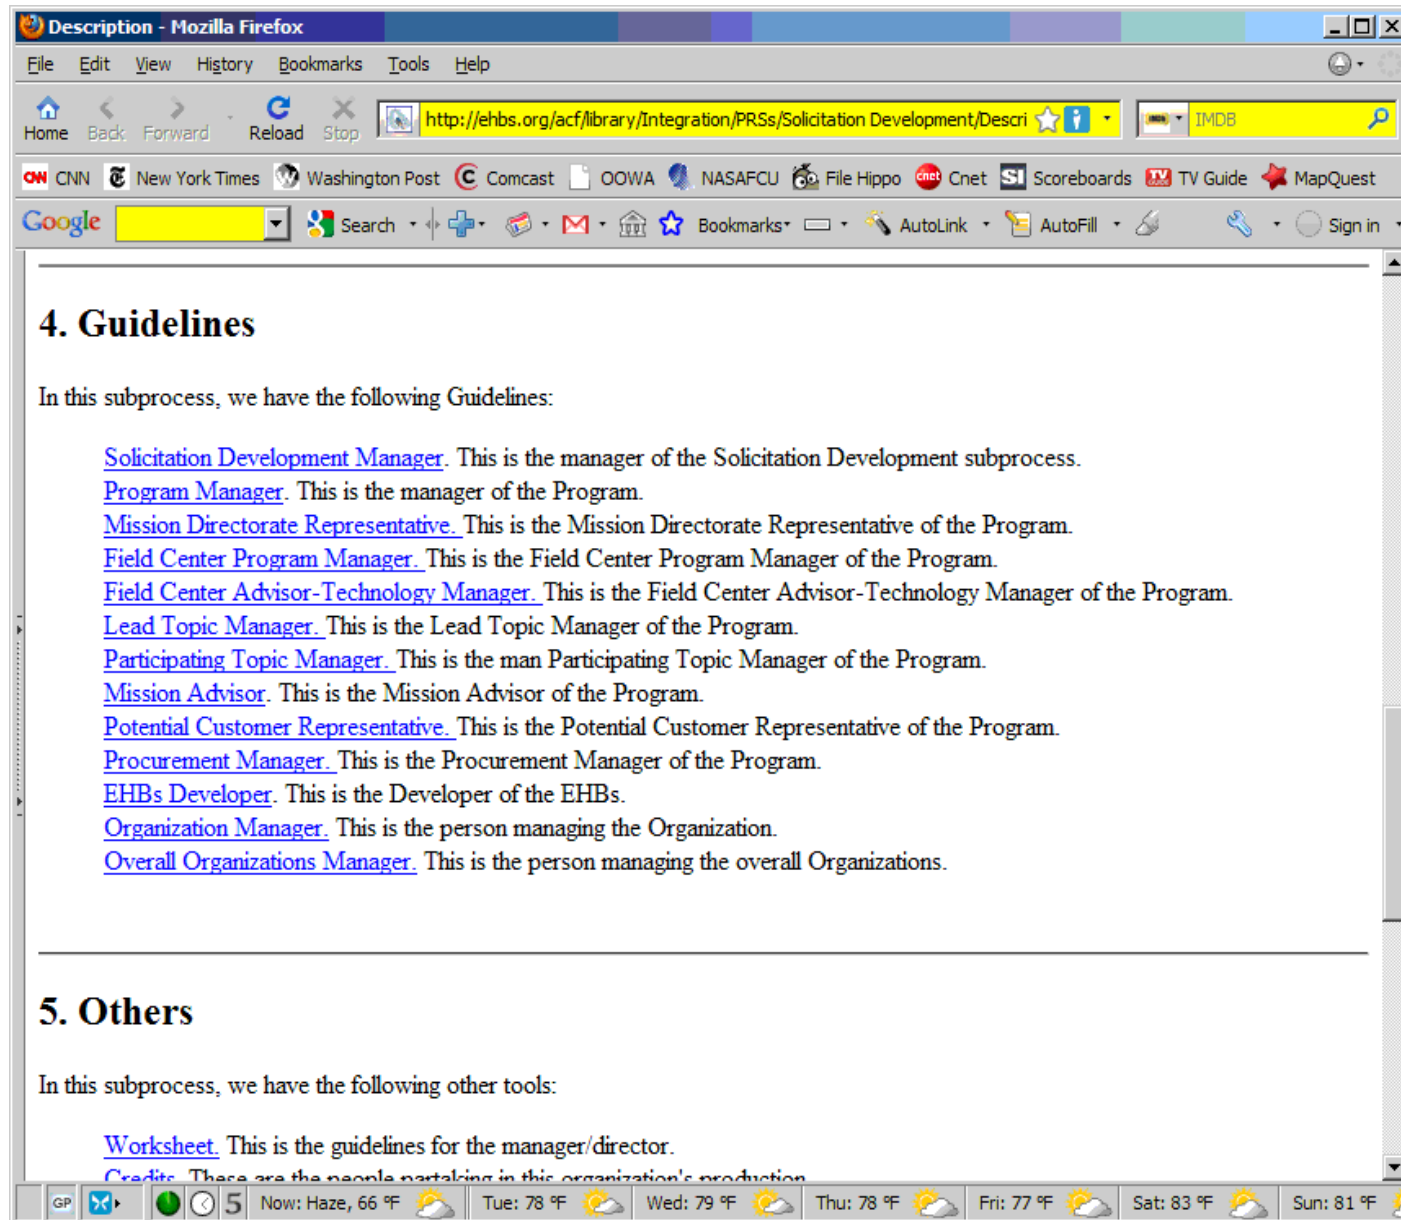 Description - Mozilla Firefox
File Edit View History Bookmarks Tools Help
Home Back Forward Reload Stop http://ehbs.org/acf/library/Integration/PRSs/Solicitation Development/Descri IMDB
CNN New York Times Washington Post Comcast OOWA NASAFCU File Hippo Cnet Scoreboards TV Guide MapQuest
Google Search Bookmarks AutoLink AutoFill Sign in
4. Guidelines
In this subprocess, we have the following Guidelines:
Solicitation Development Manager. This is the manager of the Solicitation Development subprocess.
Program Manager. This is the manager of the Program.
Mission Directorate Representative. This is the Mission Directorate Representative of the Program.
Field Center Program Manager. This is the Field Center Program Manager of the Program.
Field Center Advisor-Technology Manager. This is the Field Center Advisor-Technology Manager of the Program.
Lead Topic Manager. This is the Lead Topic Manager of the Program.
Participating Topic Manager. This is the man Participating Topic Manager of the Program.
Mission Advisor. This is the Mission Advisor of the Program.
Potential Customer Representative. This is the Potential Customer Representative of the Program.
Procurement Manager. This is the Procurement Manager of the Program.
EHBs Developer. This is the Developer of the EHBs.
Organization Manager. This is the person managing the Organization.
Overall Organizations Manager. This is the person managing the overall Organizations.
5. Others
In this subprocess, we have the following other tools:
Worksheet. This is the guidelines for the manager/director.
Credits. These are the people partaking in this organization's production
GP 5 Now: Haze, 66 °F Tue: 78 °F Wed: 79 °F Thu: 78 °F Fri: 77 °F Sat: 83 °F Sun: 81 °F